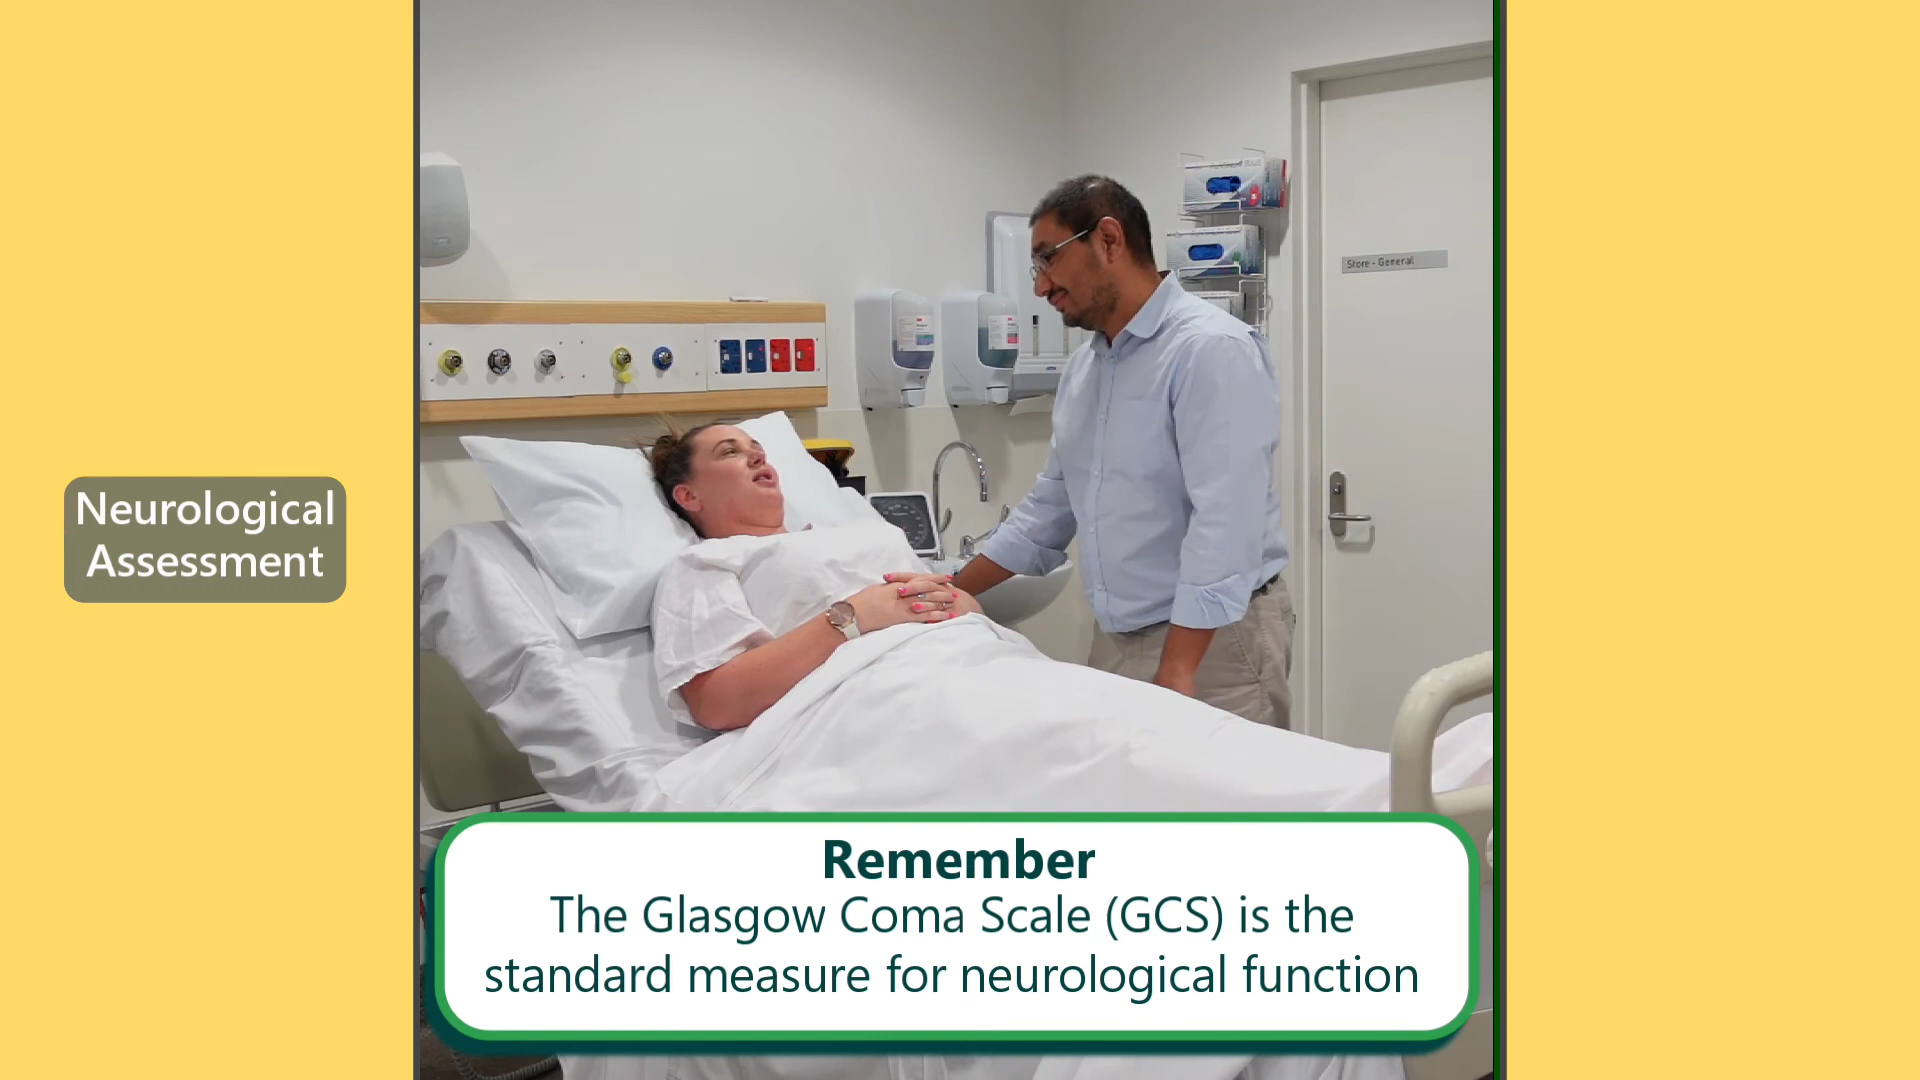 Store - General
Neurological
Assessment
Remember
The Glasgow Coma Scale (GCS) is the
standard measure for neurological function